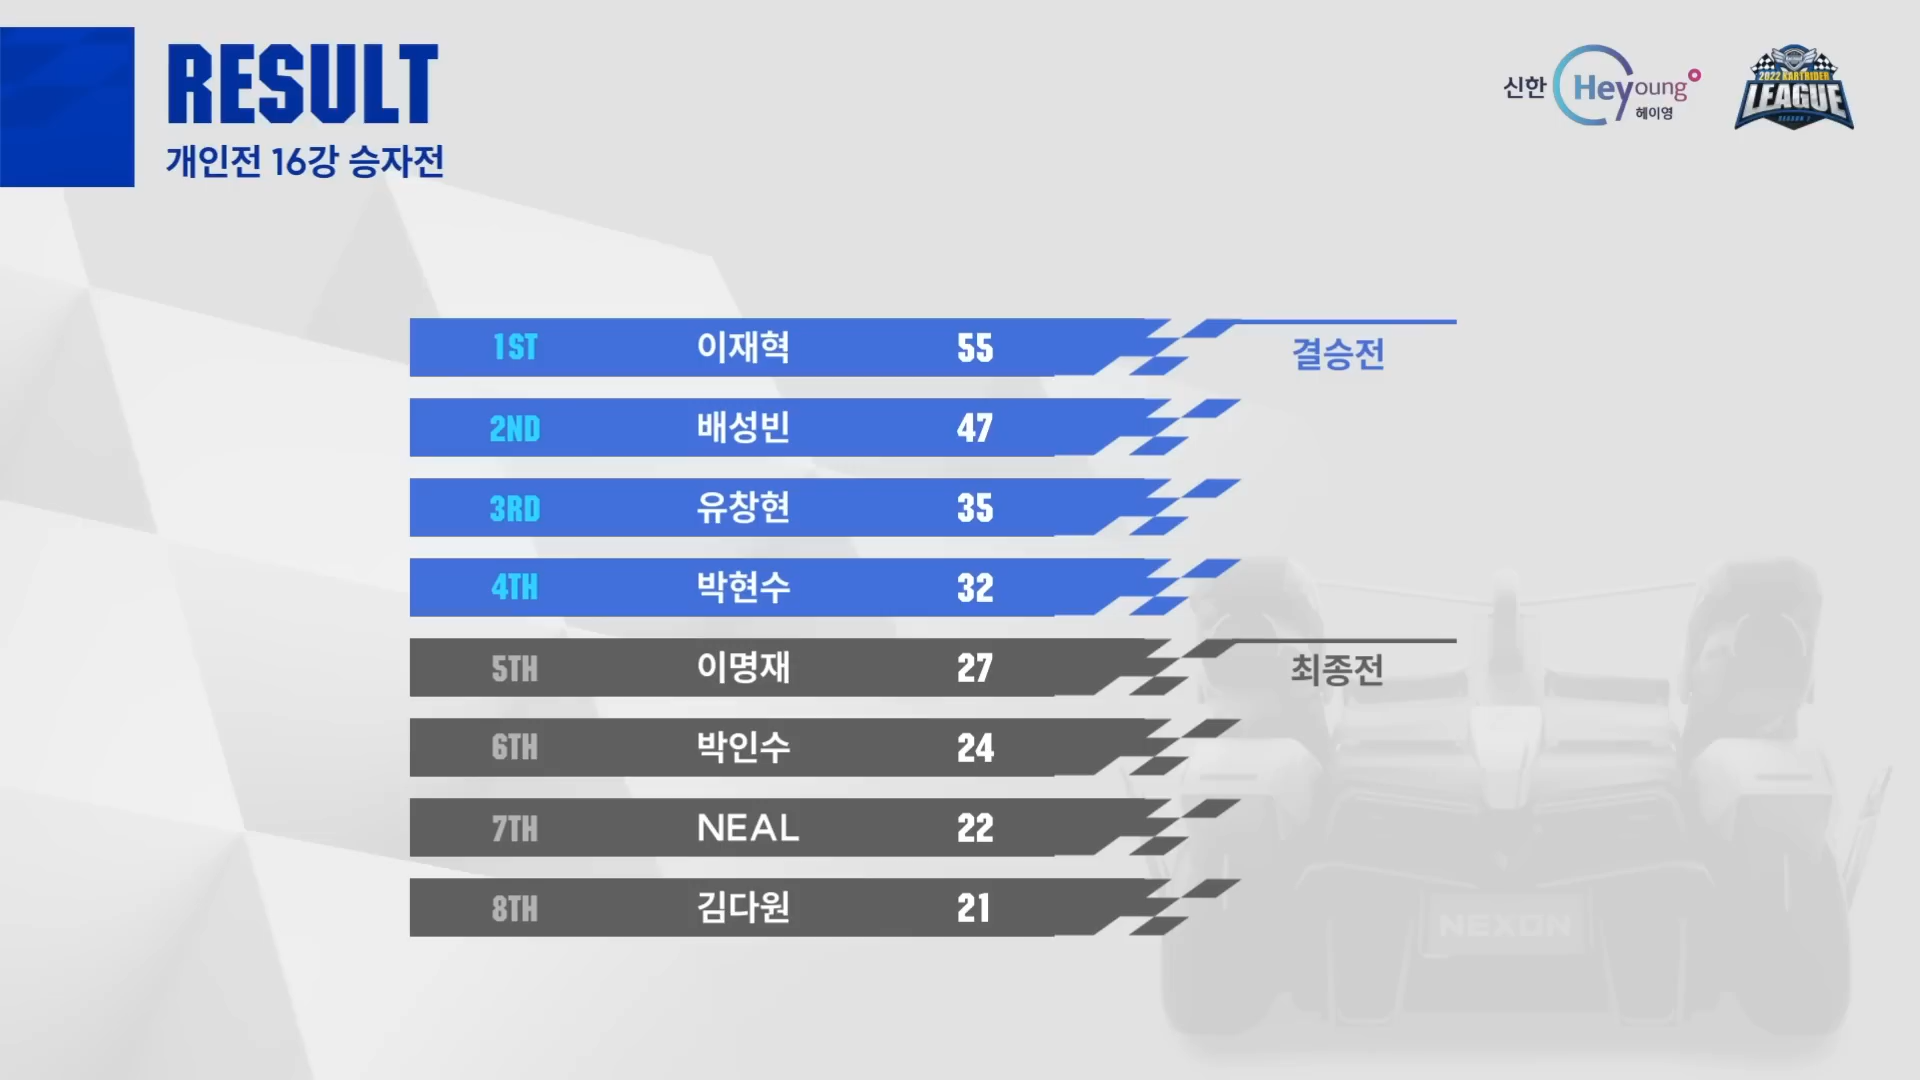 RESULT
개인전 16강 승자전
신한 Heyoung 헤이영
2022 KARTRIDER
LEAGUE
1ST 이재혁 55
결승전
2ND 배성빈 47
3RD 유창현 35
4TH 박현수 32
5TH 이명재 27
최종전
6TH 박인수 24
7TH NEAL 22
8TH 김다원 21
NEXON